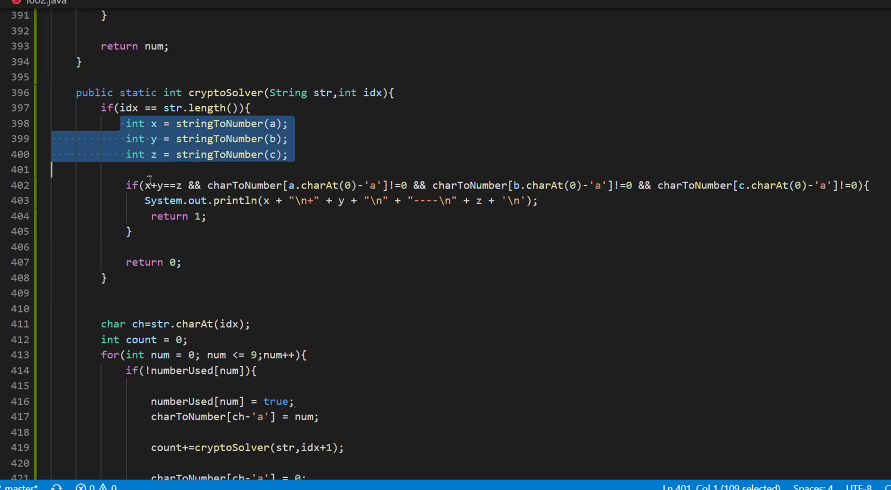 391 }
392
393 return num;
394 }
395
396 public static int cryptoSolver(String str,int idx){
397 if(idx == str.length()){
398 int x = stringToNumber(a);
399 int y = stringToNumber(b);
400 int z = stringToNumber(c);
401
402 if(x+y==z && charToNumber[a.charAt(0)-'a']!=0 && charToNumber[b.charAt(0)-'a']!=0 && charToNumber[c.charAt(0)-'a']!=0){
403 System.out.println(x + "\n+" + y + "\n" + "----\n" + z + '\n');
404 return 1;
405 }
406
407 return 0;
408 }
409
410
411 char ch=str.charAt(idx);
412 int count = 0;
413 for(int num = 0; num <= 9;num++){
414 if(!numberUsed[num]){
415
416 numberUsed[num] = true;
417 charToNumber[ch-'a'] = num;
418
419 count+=cryptoSolver(str,idx+1);
420
421 charToNumber[ch-'a'] = 0;
master* 0 0 Ln 401, Col 1 (109 selected) Spaces: 4 UTF-8